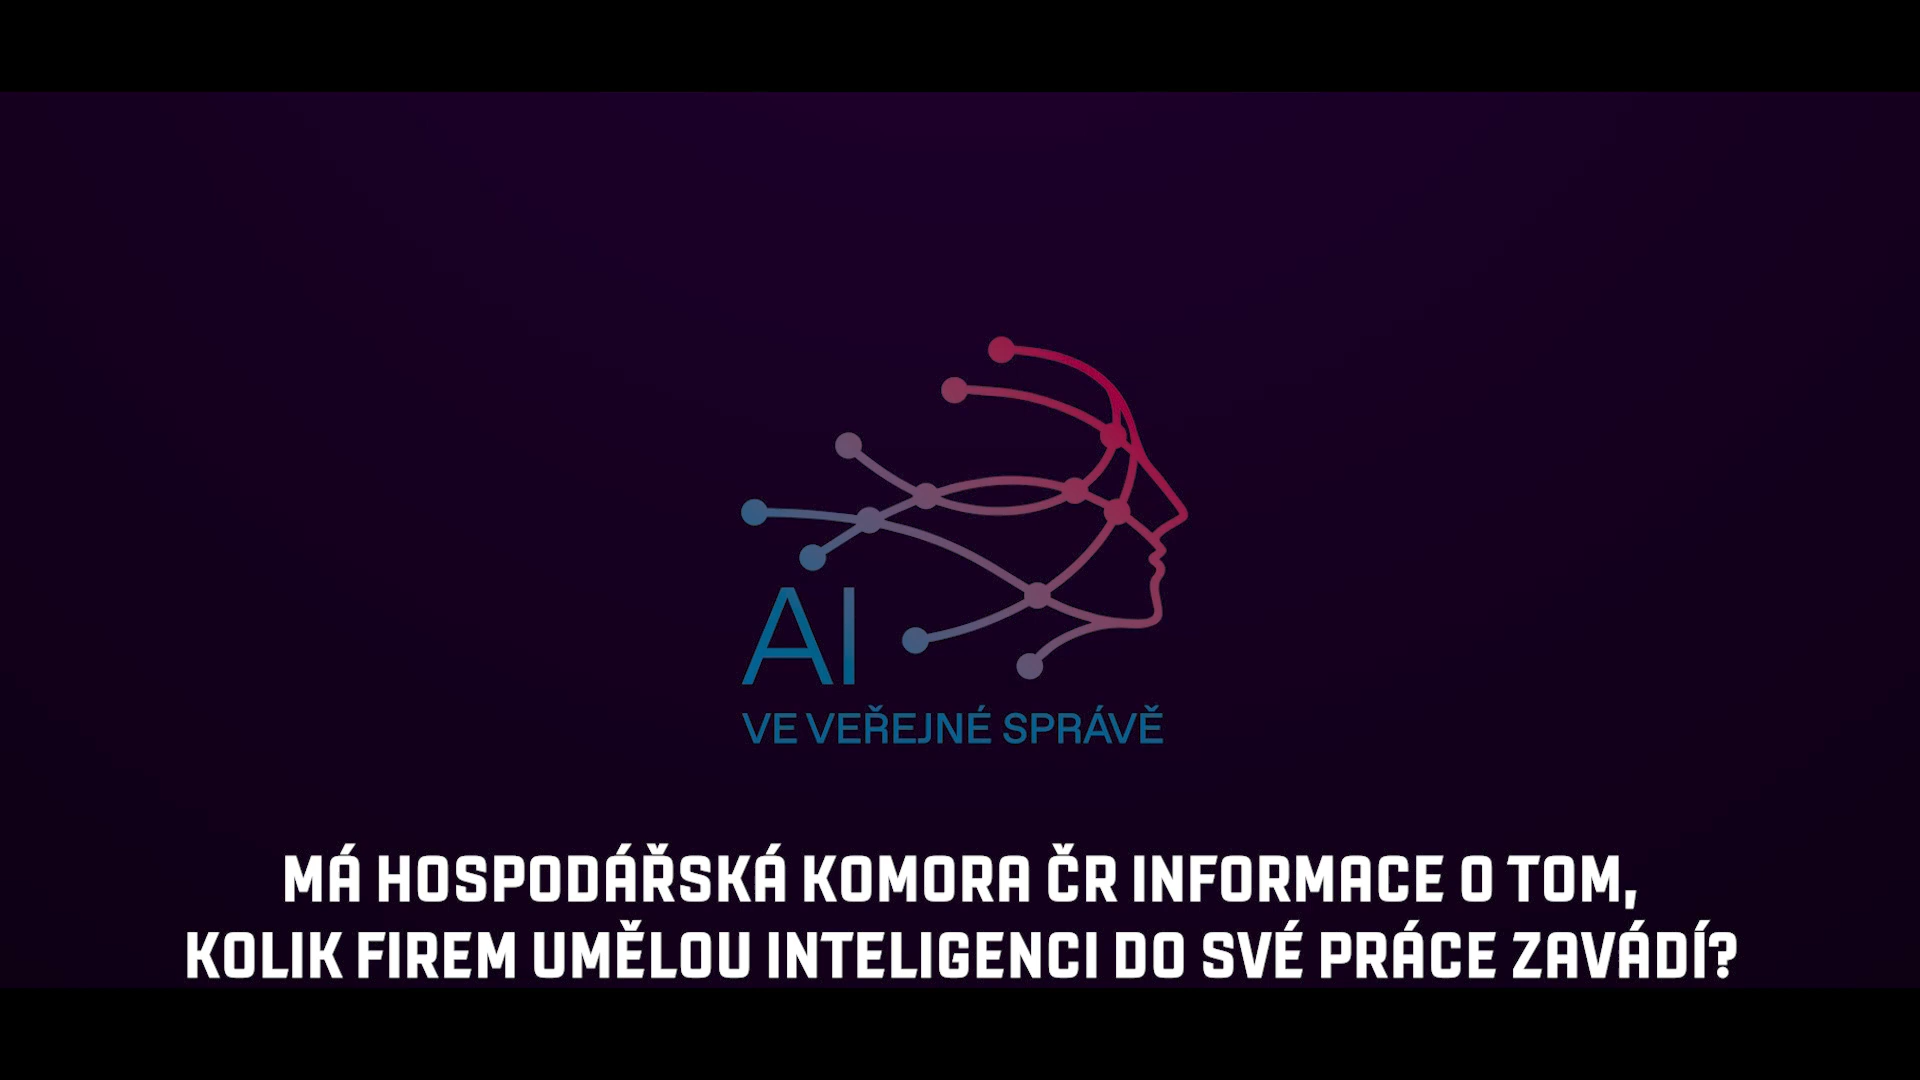 AI
VE VEŘEJNÉ SPRÁVĚ
MÁ HOSPODÁŘSKÁ KOMORA ČR INFORMACE O TOM,
KOLIK FIREM UMĚLOU INTELIGENCI DO SVÉ PRÁCE ZAVÁDÍ?